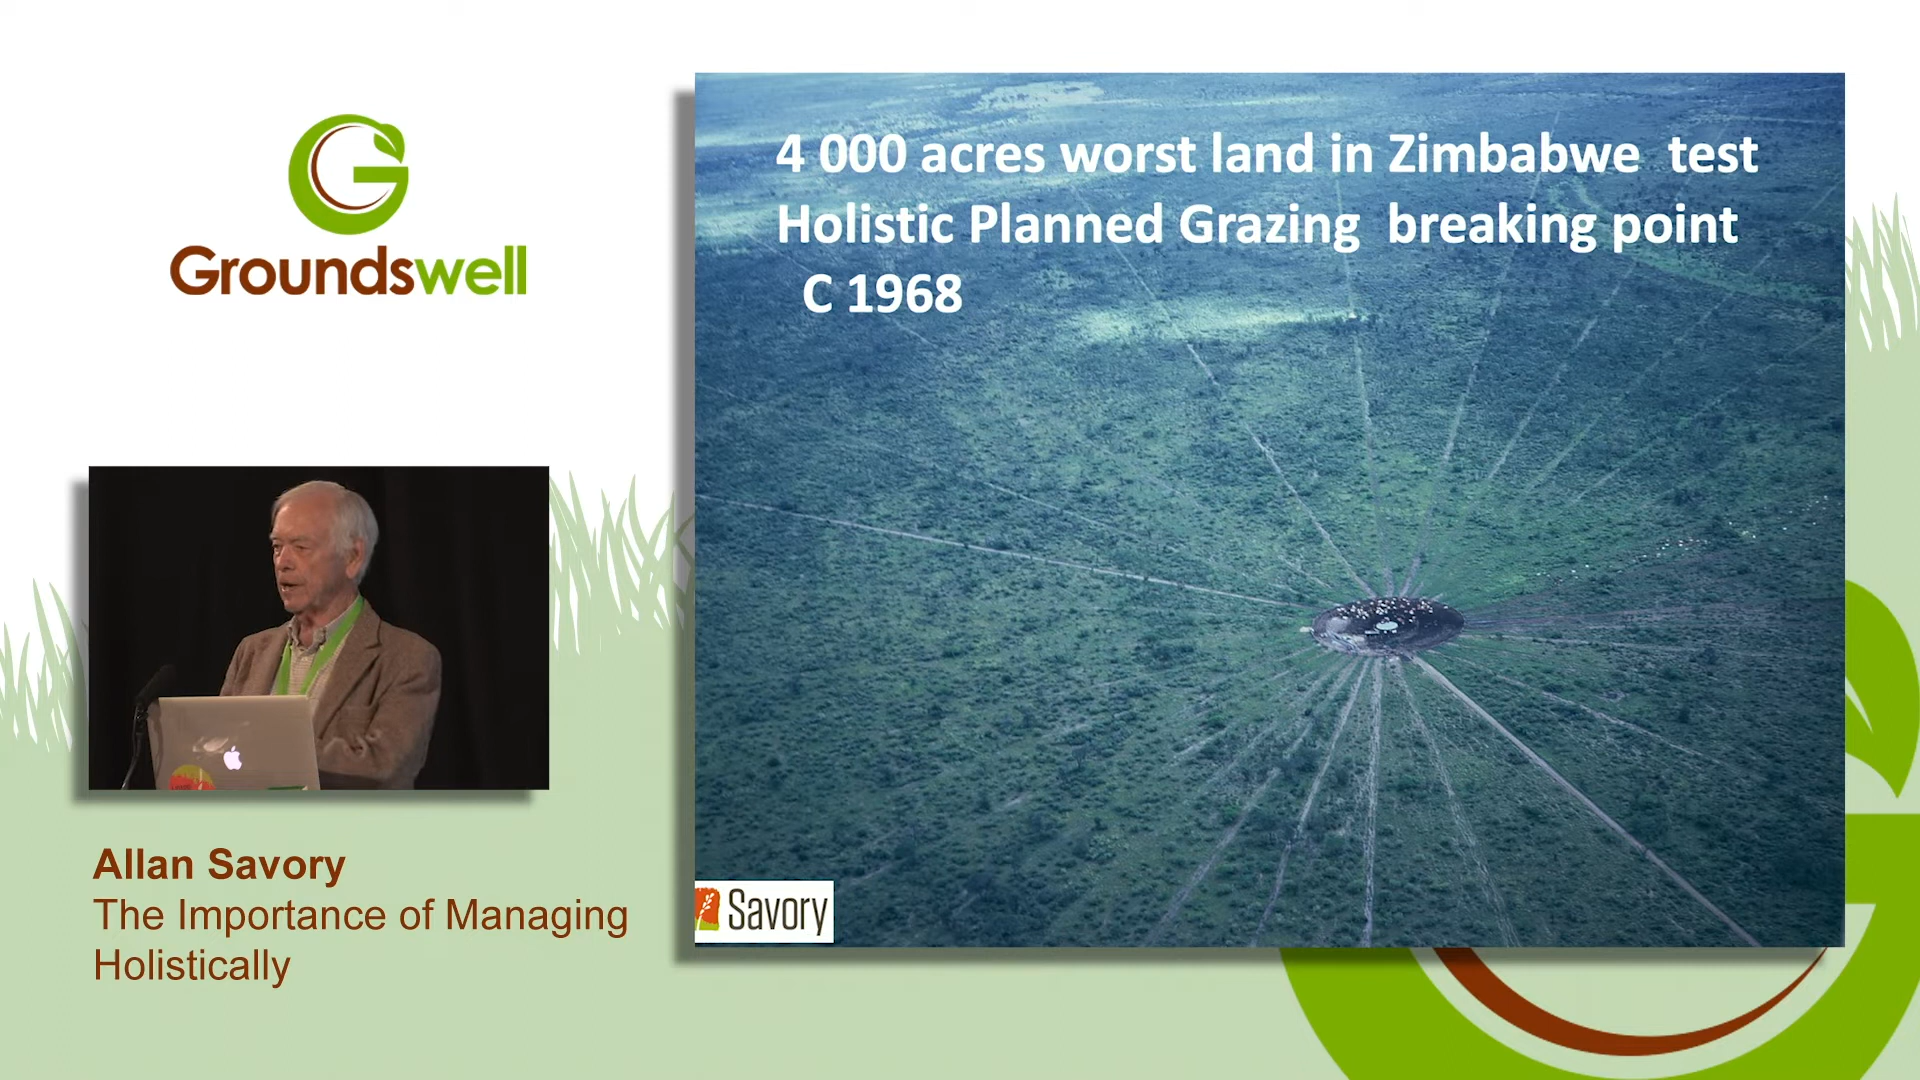 Groundswell
4 000 acres worst land in Zimbabwe test
Holistic Planned Grazing breaking point
C 1968
Savory
Allan Savory
The Importance of Managing
Holistically